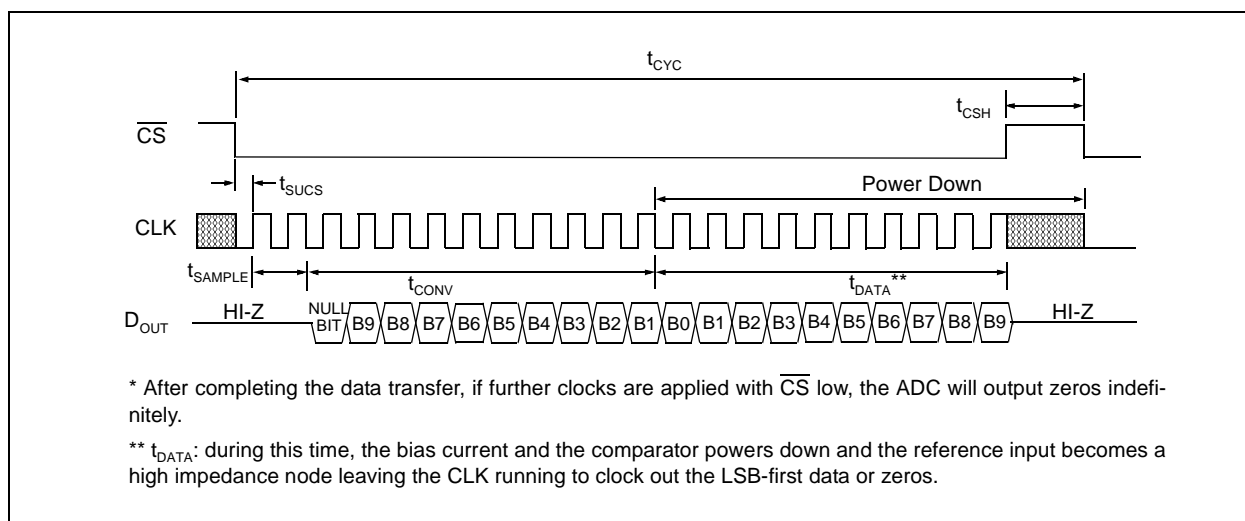 tCYC
tCSH
CS
tSUCS
Power Down
CLK
tSAMPLE
tCONV
tDATA**
HI-Z
NULL BIT B9 B8 B7 B6 B5 B4 B3 B2 B1 B0 B1 B2 B3 B4 B5 B6 B7 B8 B9
HI-Z
DOUT
* After completing the data transfer, if further clocks are applied with CS low, the ADC will output zeros indefi-
nitely.
** tDATA: during this time, the bias current and the comparator powers down and the reference input becomes a
high impedance node leaving the CLK running to clock out the LSB-first data or zeros.